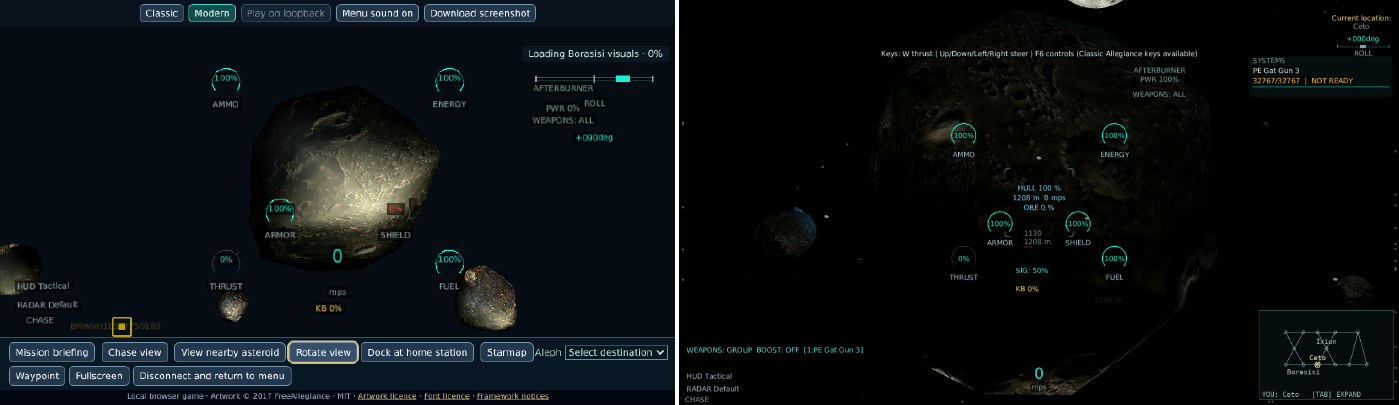 Classic Modern Play on loopback Menu sound on Download screenshot
Loading Borasisi visuals · 0%
100% 100%
AMMO ENERGY
AFTERBURNER
PWR 0% ROLL
WEAPONS: ALL
+090deg
100% 0%
ARMOR SHIELD
0
0% 100%
THRUST FUEL
mps
KB 0%
HUD Tactical
RADAR Default
CHASE
Mission briefing Chase view View nearby asteroid Rotate view Dock at home station Starmap Aleph Select destination
Waypoint Fullscreen Disconnect and return to menu
Local browser game · Artwork © 2017 FreeAllegiance · MIT · Artwork licence · Font licence · Framework notices
Current location:
Ceto
+000deg
ROLL
Keys: W thrust | Up/Down/Left/Right steer | F6 controls (Classic Allegiance keys available)
SYSTEMS
PE Gat Gun 3
32767/32767 | NOT READY
AFTERBURNER
PWR 100%
WEAPONS: ALL
100% 100%
AMMO ENERGY
HULL 100 %
1208 m 0 mps
ORE 0 %
100% 100%
ARMOR SHIELD
1130
1208 m
0% 100%
THRUST FUEL
SIG: 50%
KB 0%
2746 m
WEAPONS: GROUP BOOST: OFF [1:PE Gat Gun 3]
HUD Tactical
RADAR Default
CHASE
0
mps
Ixion
Ceto
Borasisi
YOU: Ceto [TAB] EXPAND